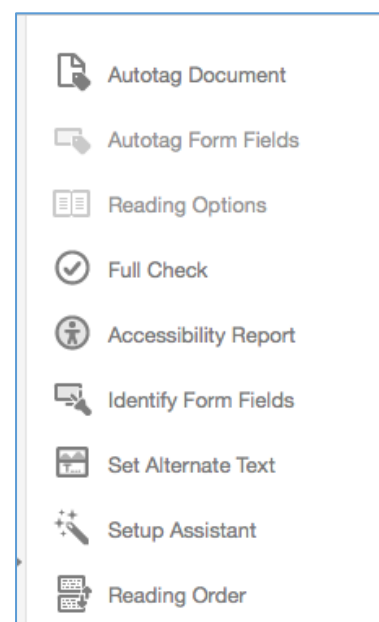 Autotag Document
Autotag Form Fields
Reading Options
Full Check
Accessibility Report
Identify Form Fields
Set Alternate Text
Setup Assistant
Reading Order